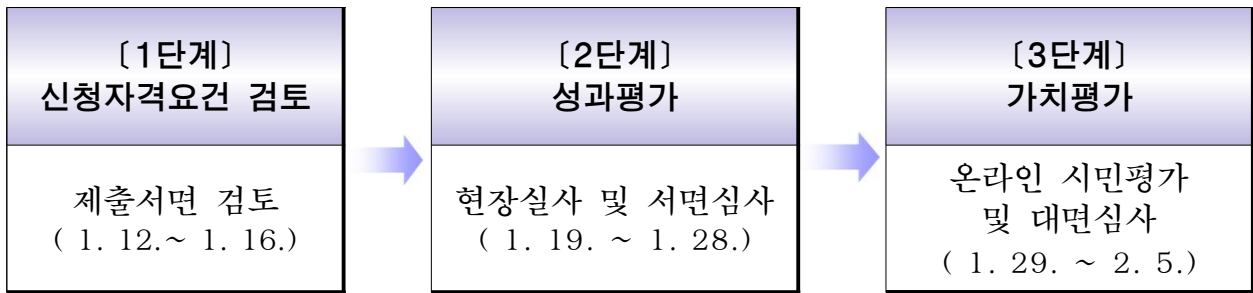 〔1단계〕
신청자격요건 검토
제출서면 검토
( 1. 12.~ 1. 16.)
〔2단계〕
성과평가
현장실사 및 서면심사
( 1. 19. ~ 1. 28.)
〔3단계〕
가치평가
온라인 시민평가
및 대면심사
( 1. 29. ~ 2. 5.)